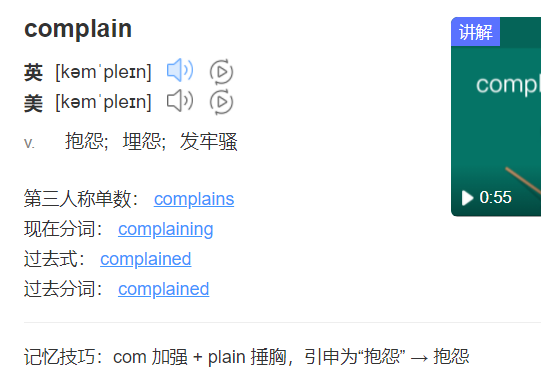 complain
讲解
英 [kəmˈpleɪn]
美 [kəmˈpleɪn]
compl
v. 抱怨；埋怨；发牢骚
0:55
第三人称单数： complains
现在分词： complaining
过去式： complained
过去分词： complained
记忆技巧：com 加强 + plain 捶胸，引申为“抱怨” → 抱怨